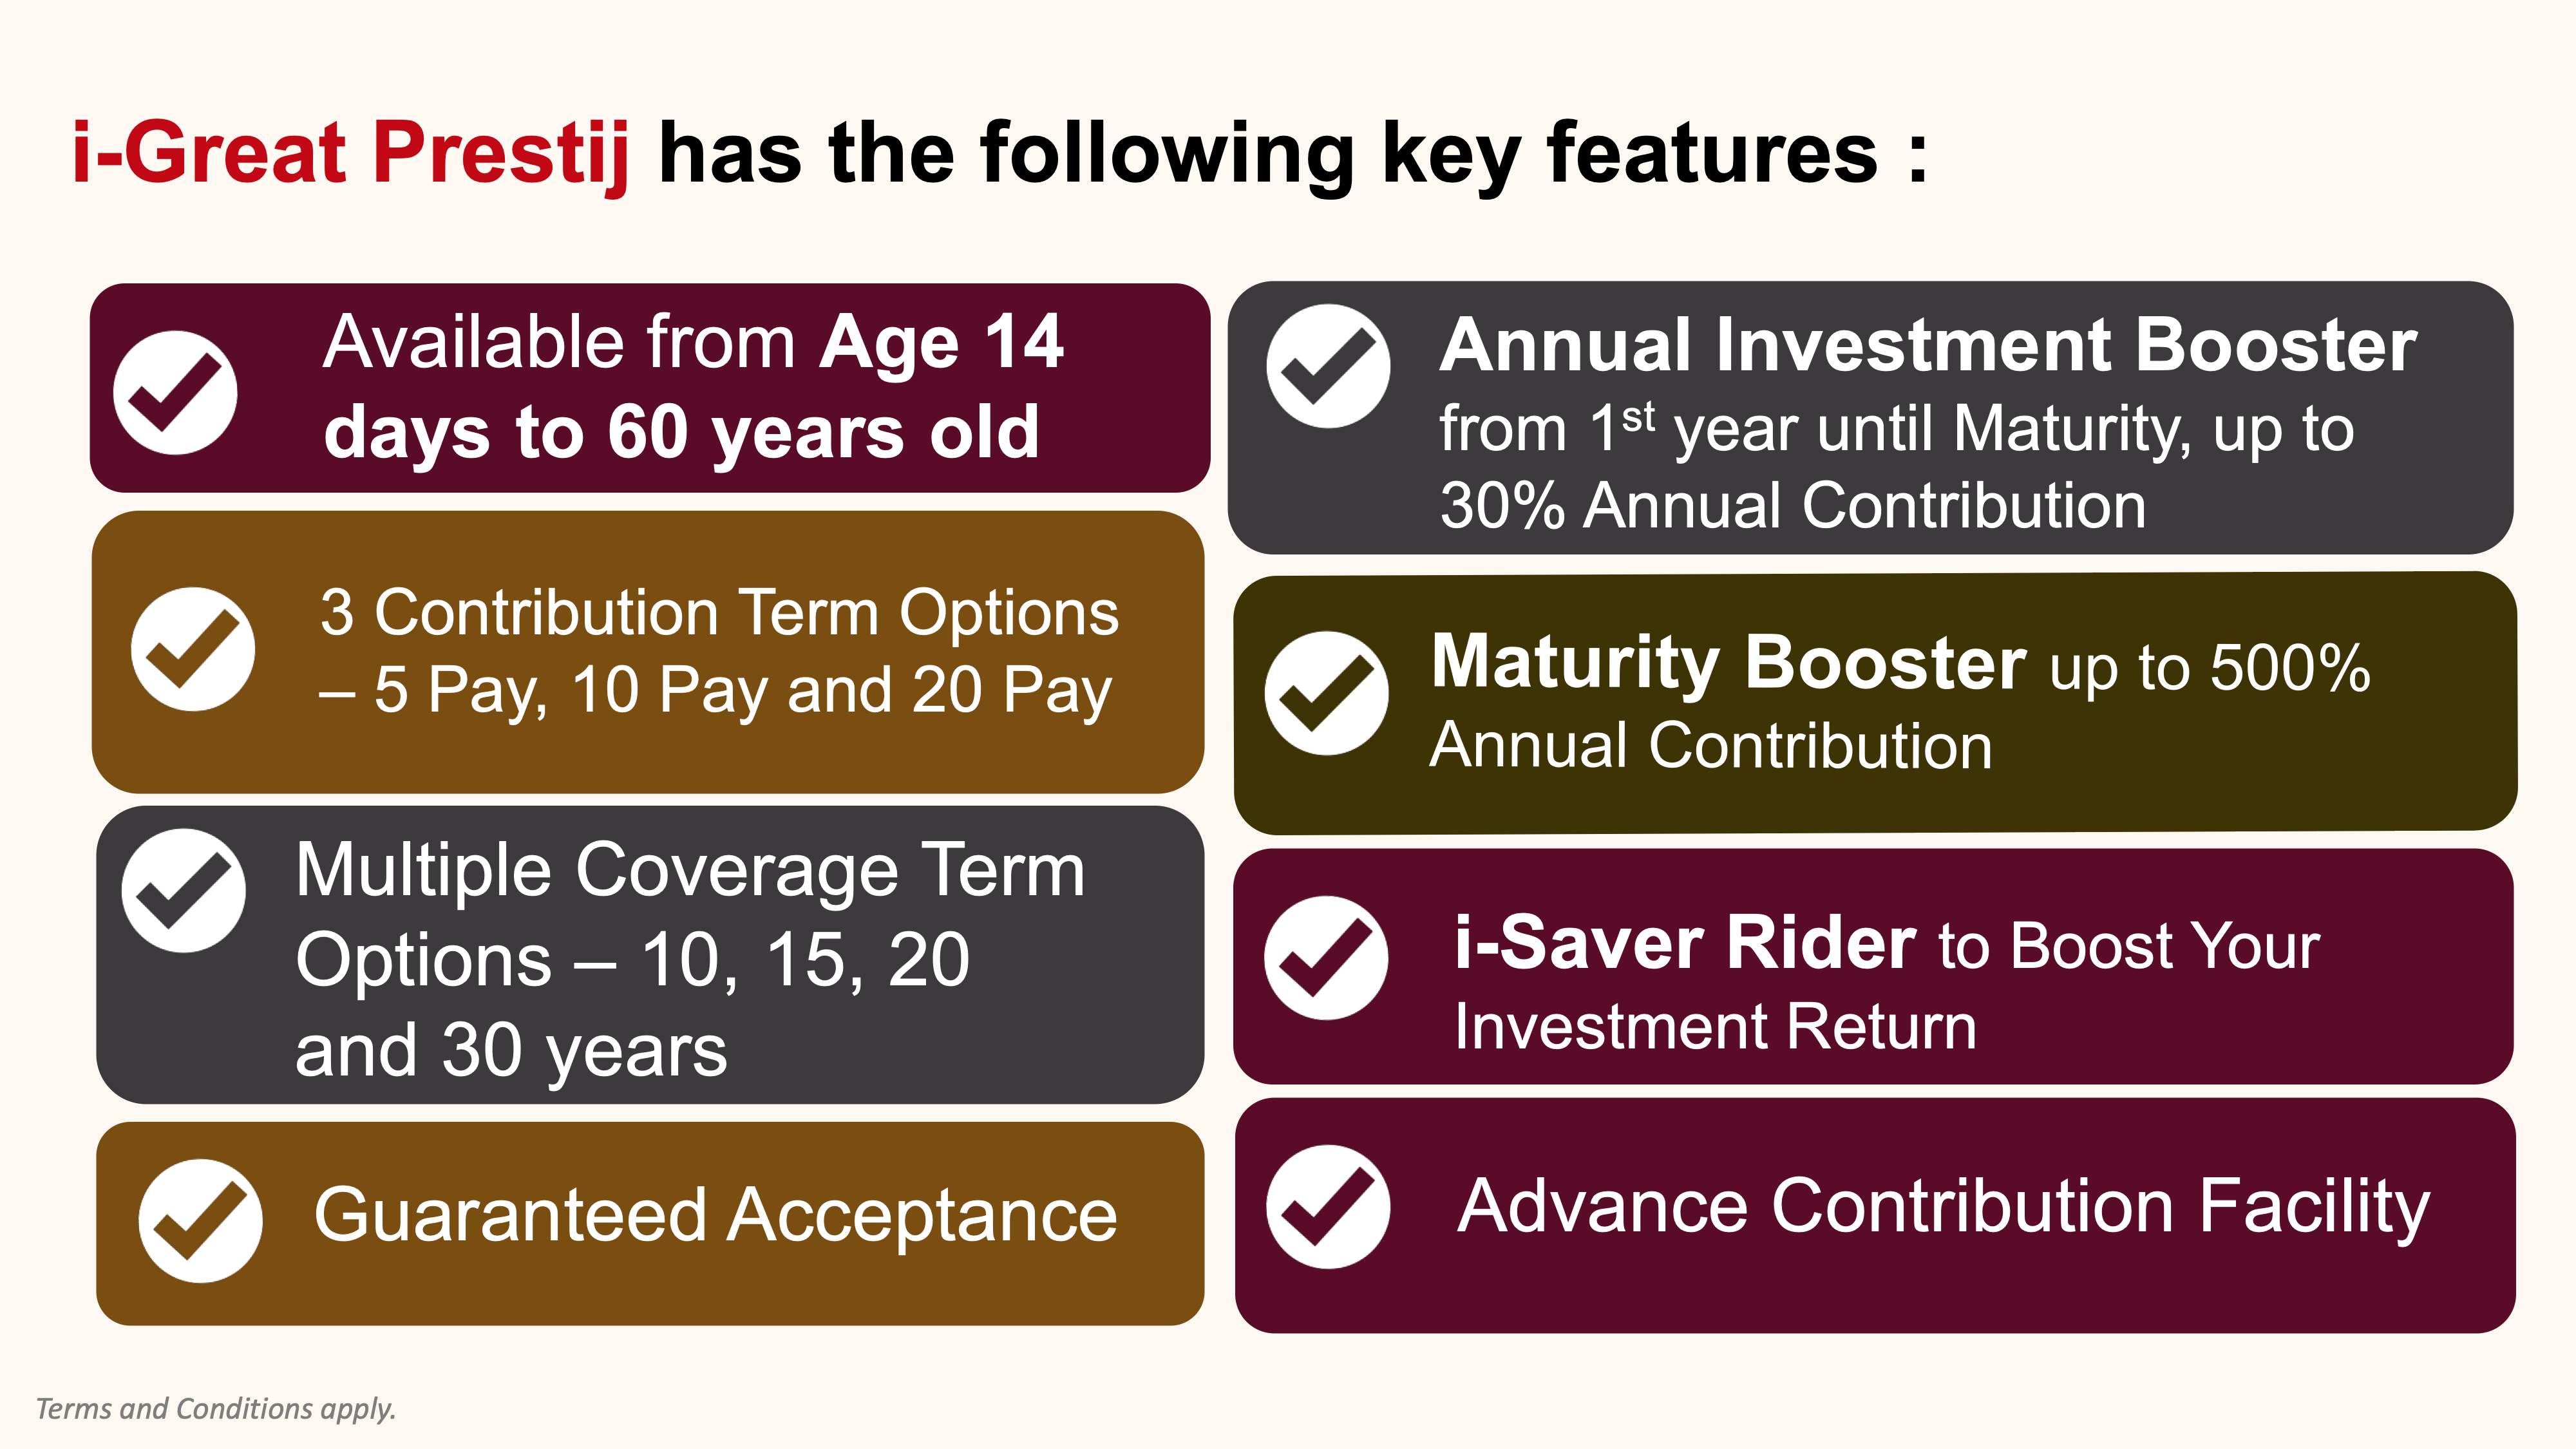 i-Great Prestij has the following key features :
Available from Age 14
days to 60 years old
3 Contribution Term Options
– 5 Pay, 10 Pay and 20 Pay
Multiple Coverage Term
Options – 10, 15, 20
and 30 years
Guaranteed Acceptance
Annual Investment Booster
from 1st year until Maturity, up to
30% Annual Contribution
Maturity Booster up to 500%
Annual Contribution
i-Saver Rider to Boost Your
Investment Return
Advance Contribution Facility
Terms and Conditions apply.